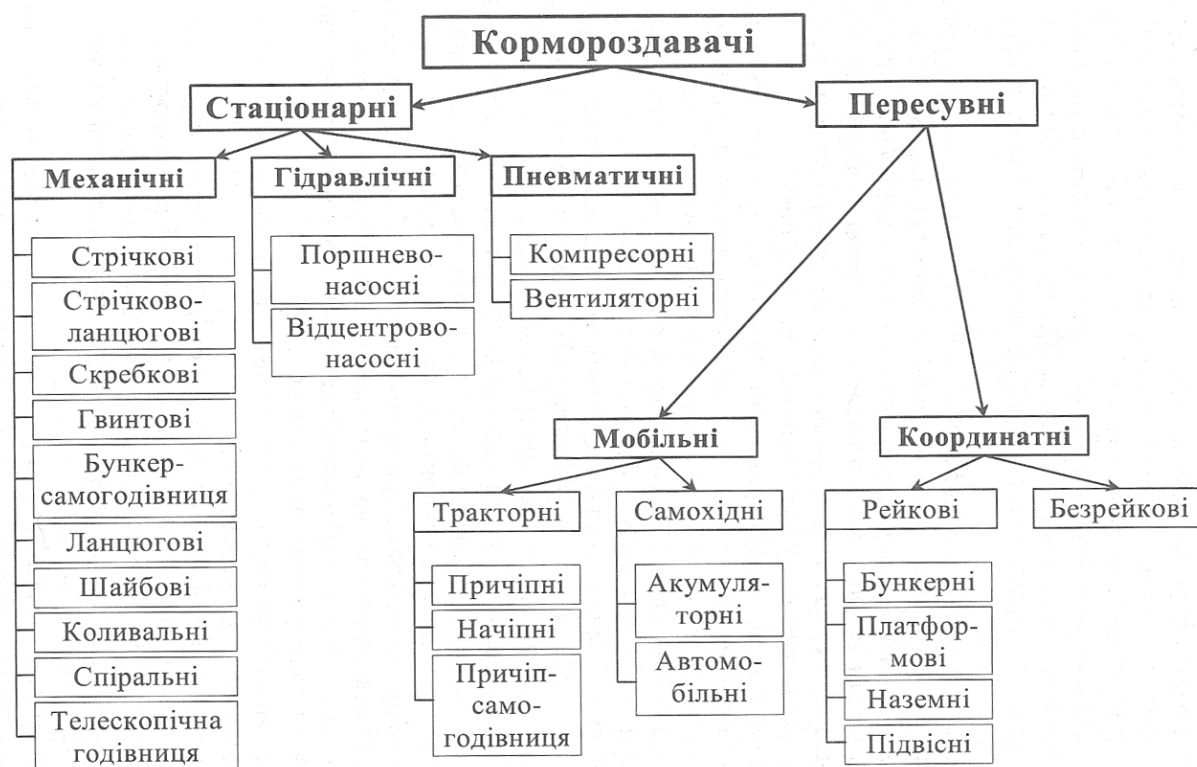 Кормороздавачі
Стаціонарні
Пересувні
Механічні
Гідравлічні
Пневматичні
Стрічкові
Стрічково-
ланцюгові
Скребкові
Гвинтові
Бункер-
самогодівниця
Ланцюгові
Шайбові
Коливальні
Спіральні
Телескопічна
годівниця
Поршнево-
насосні
Відцентрово-
насосні
Компресорні
Вентиляторні
Мобільні
Координатні
Тракторні
Самохідні
Рейкові
Безрейкові
Причіпні
Начіпні
Причіп-
само-
годівниця
Акумуля-
торні
Автомо-
більні
Бункерні
Платфор-
мові
Наземні
Підвісні